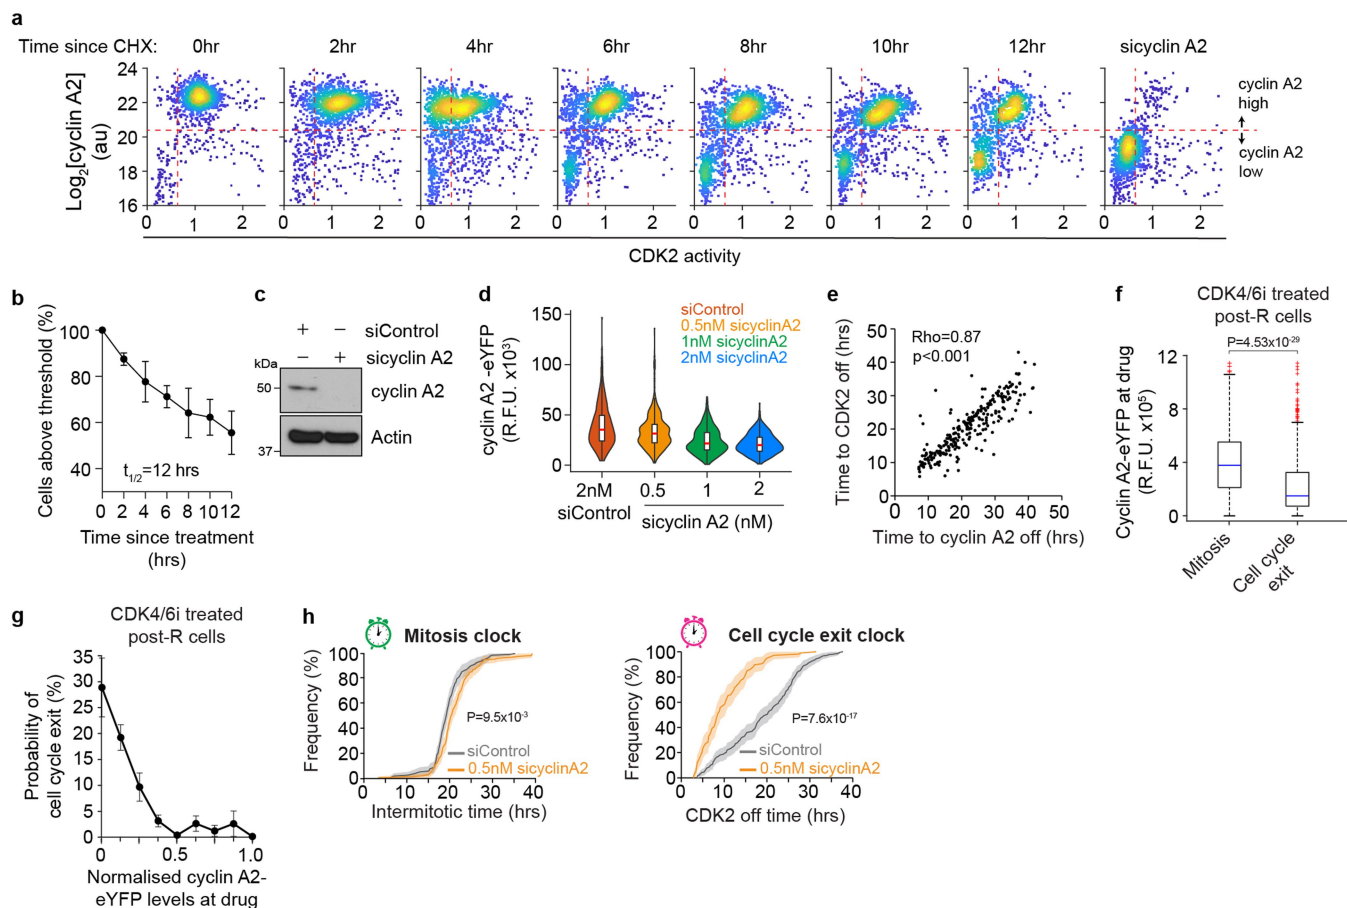 a
Time since CHX: 0hr 2hr 4hr 6hr 8hr 10hr 12hr sicyclin A2
24
22
20
18
16
Log2[cyclin A2]
(au)
cyclin A2
high
cyclin A2
low
0 1 2 0 1 2 0 1 2 0 1 2 0 1 2 0 1 2 0 1 2 0 1 2
CDK2 activity
b
Cells above threshold (%)
100
80
60
40
t1/2=12 hrs
0 2 4 6 8 10 12
Time since treatment
(hrs)
c
+ − siControl
− + sicyclin A2
kDa
50
cyclin A2
Actin
37
d
cyclin A2 -eYFP
(R.F.U. x10³)
150
100
50
0
siControl
0.5nM sicyclinA2
1nM sicyclinA2
2nM sicyclinA2
2nM 0.5 1 2
siControl sicyclin A2 (nM)
e
Time to CDK2 off (hrs)
50
40
30
20
10
0
Rho=0.87
p<0.001
0 10 20 30 40 50
Time to cyclin A2 off (hrs)
f
CDK4/6i treated
post-R cells
P=4.53x10-29
Cyclin A2-eYFP at drug
(R.F.U. x10⁵)
12
8
4
0
Mitosis
Cell cycle
exit
g
CDK4/6i treated
post-R cells
Probability of
cell cycle exit (%)
35
30
25
20
15
10
5
0
0 0.5 1.0
Normalised cyclin A2-
eYFP levels at drug
h
Mitosis clock
Frequency (%)
100
80
60
40
20
0
P=9.5x10-3
siControl
0.5nM sicyclinA2
0 10 20 30 40
Intermitotic time (hrs)
Cell cycle exit clock
Frequency (%)
100
80
60
40
20
0
P=7.6x10-17
siControl
0.5nM sicyclinA2
0 10 20 30 40
CDK2 off time (hrs)